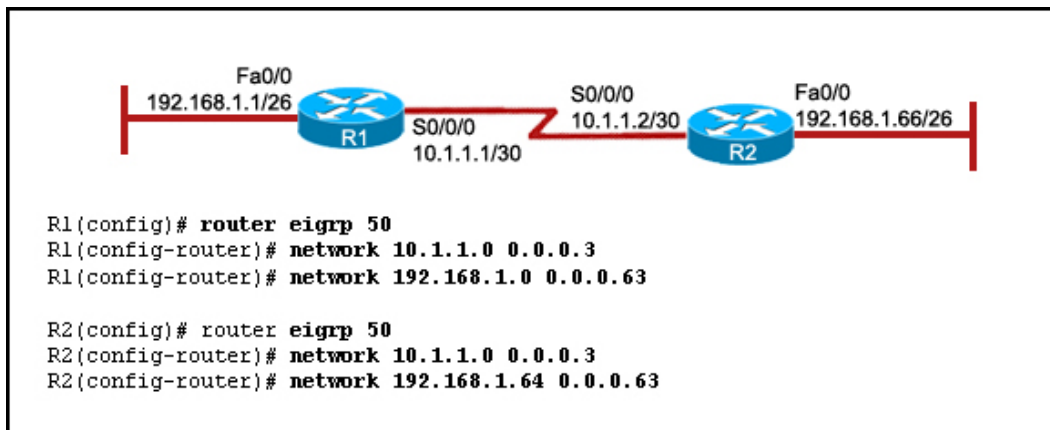 Fa0/0
192.168.1.1/26
R1
S0/0/0
10.1.1.1/30
S0/0/0
10.1.1.2/30
R2
Fa0/0
192.168.1.66/26
R1(config)# router eigrp 50
R1(config-router)# network 10.1.1.0 0.0.0.3
R1(config-router)# network 192.168.1.0 0.0.0.63
R2(config)# router eigrp 50
R2(config-router)# network 10.1.1.0 0.0.0.3
R2(config-router)# network 192.168.1.64 0.0.0.63